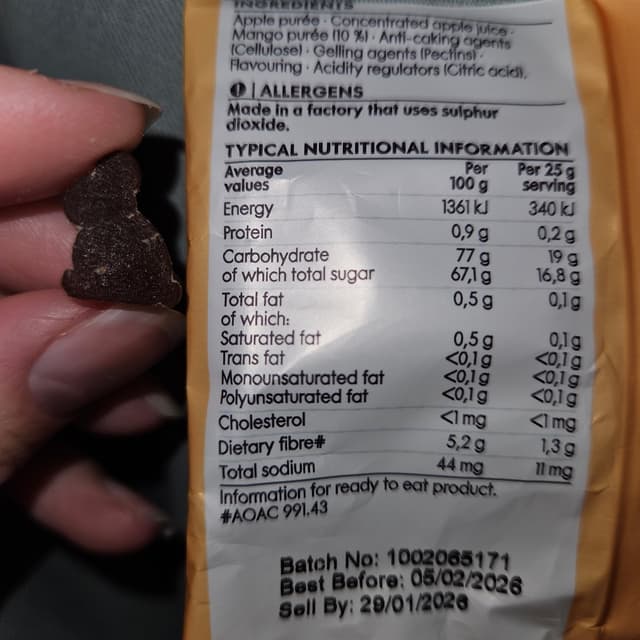 INGREDIENTS
Apple purée · Concentrated apple juice ·
Mango purée (10 %) · Anti-caking agents
(Cellulose) · Gelling agents (Pectins) ·
Flavouring · Acidity regulators (Citric acid).
ALLERGENS
Made in a factory that uses sulphur
dioxide.
TYPICAL NUTRITIONAL INFORMATION
Average values Per 100 g Per 25 g serving
Energy 1361 kJ 340 kJ
Protein 0,9 g 0,2 g
Carbohydrate 77 g 19 g
of which total sugar 67,1 g 16,8 g
Total fat 0,5 g 0,1 g
of which:
Saturated fat 0,5 g 0,1 g
Trans fat <0,1 g <0,1 g
Monounsaturated fat <0,1 g <0,1 g
Polyunsaturated fat <0,1 g <0,1 g
Cholesterol <1 mg <1 mg
Dietary fibre# 5,2 g 1,3 g
Total sodium 44 mg 11 mg
Information for ready to eat product.
#AOAC 991.43
Batch No: 1002065171
Best Before: 05/02/2026
Sell By: 29/01/2026